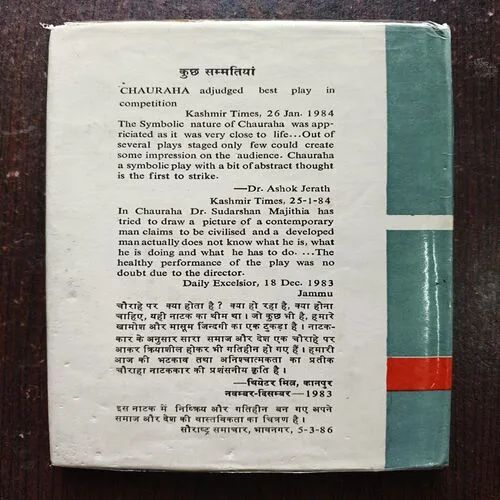 कुछ सम्मतियां
CHAURAHA adjudged best play in
competition
Kashmir Times, 26 Jan. 1984
The Symbolic nature of Chauraha was app-
riciated as it was very close to life...Out of
several plays staged only few could create
some impression on the audience. Chauraha
a symbolic play with a bit of abstract thought
is the first to strike.
—Dr. Ashok Jerath
Kashmir Times, 25-1-84
In Chauraha Dr. Sudarshan Majithia has
tried to draw a picture of a contemporary
man claims to be civilised and a developed
man actually does not know what he is, what
he is doing and what he has to do. ...The
healthy performance of the play was no
doubt due to the director.
Daily Excelsior, 18 Dec. 1983
Jammu
चौराहे पर क्या होता है? क्या हो रहा है, क्या होना
चाहिए, यही नाटक का थीम था। जो कुछ भी है, हमारे
खामोश और मासूम जिन्दगी का एक टुकड़ा है। नाटक-
कार के अनुसार सारा समाज और देश एक चौराहे पर
आकर क्रियाशील होकर भी गतिहीन हो गए हैं। हमारी
आज की भटकाव तथा अनिश्चात्मकता का प्रतीक
चौराहा नाटककार की प्रशंसनीय कृति है।
—थियेटर मित्र, कानपुर
नवम्बर-दिसम्बर—1983
इस नाटक में निष्क्रिय और गतिहीन बन गए अपने
समाज और देश की वास्तविकता का चित्रण है।
सौराष्ट्र समाचार, भावनगर, 5-3-86